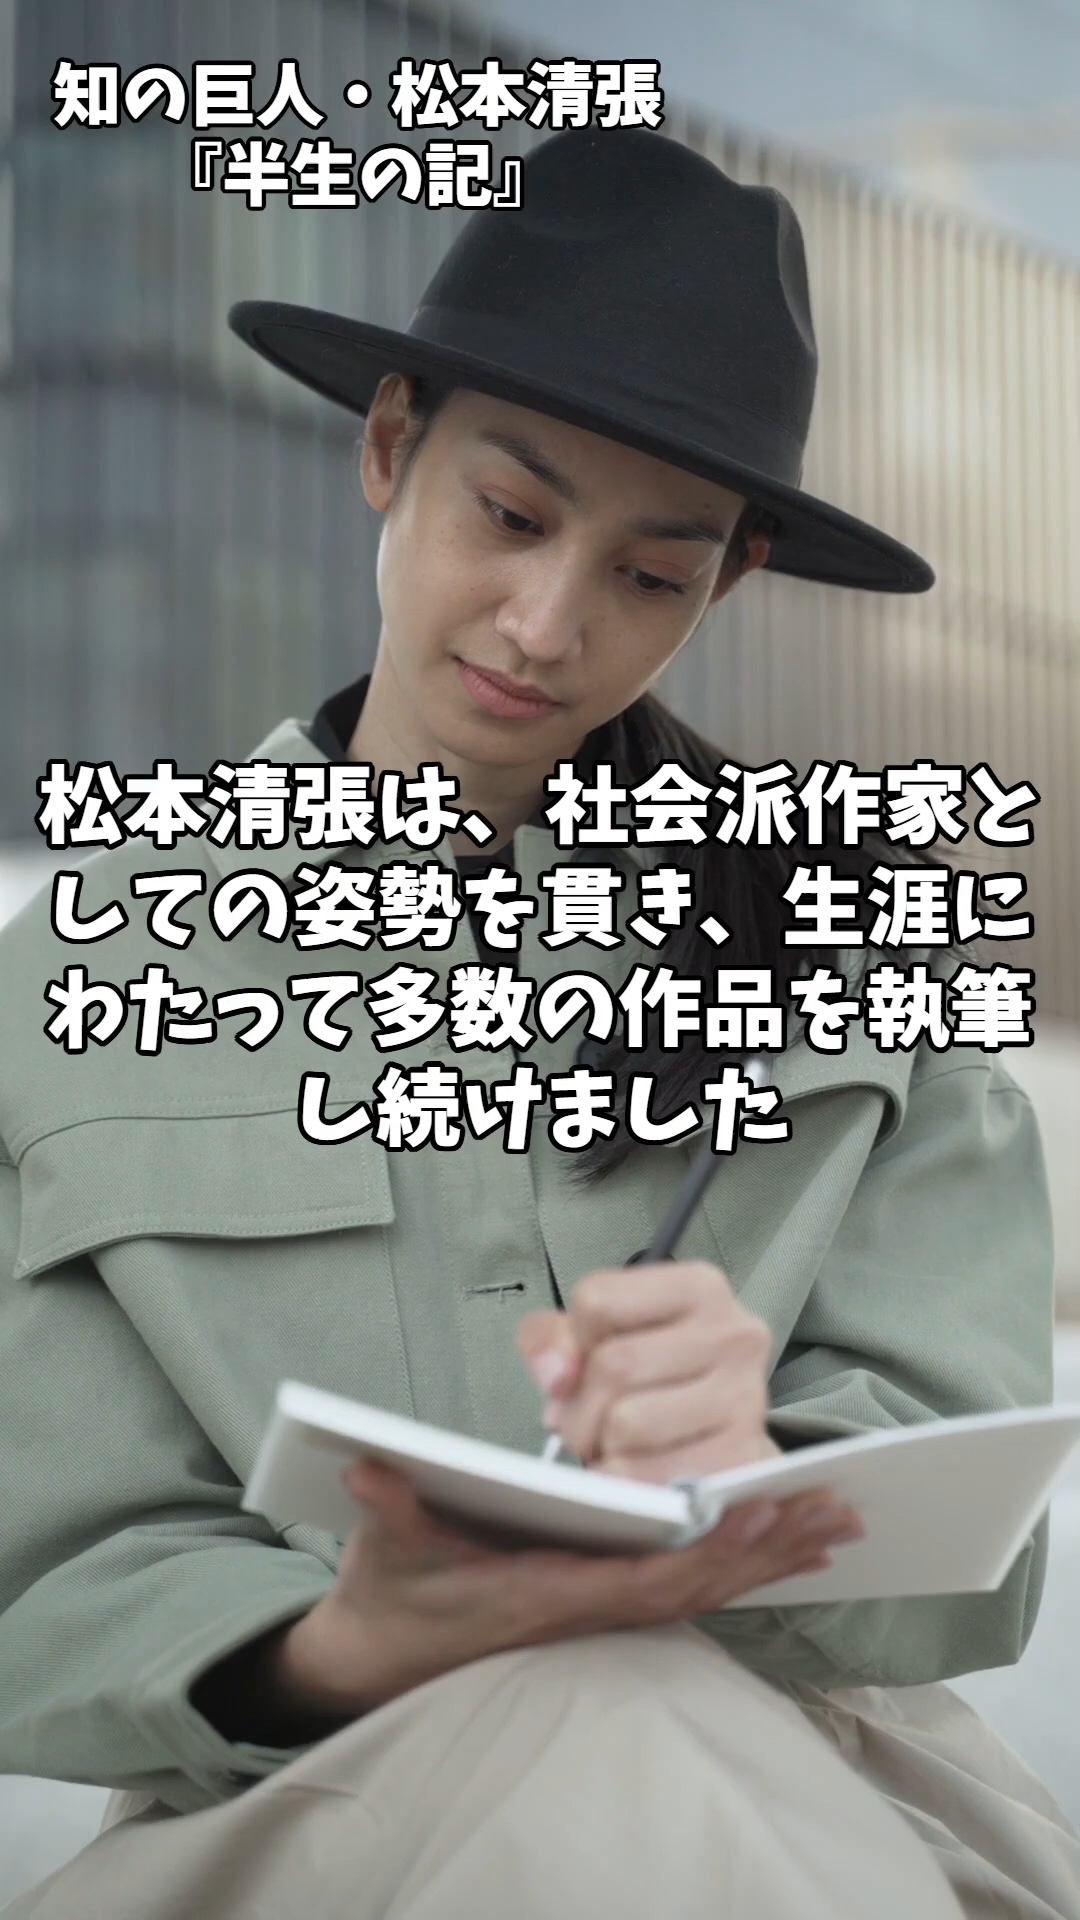 知の巨人・松本清張
『半生の記』
松本清張は、社会派作家と
しての姿勢を貫き、生涯に
わたって多数の作品を執筆
し続けました